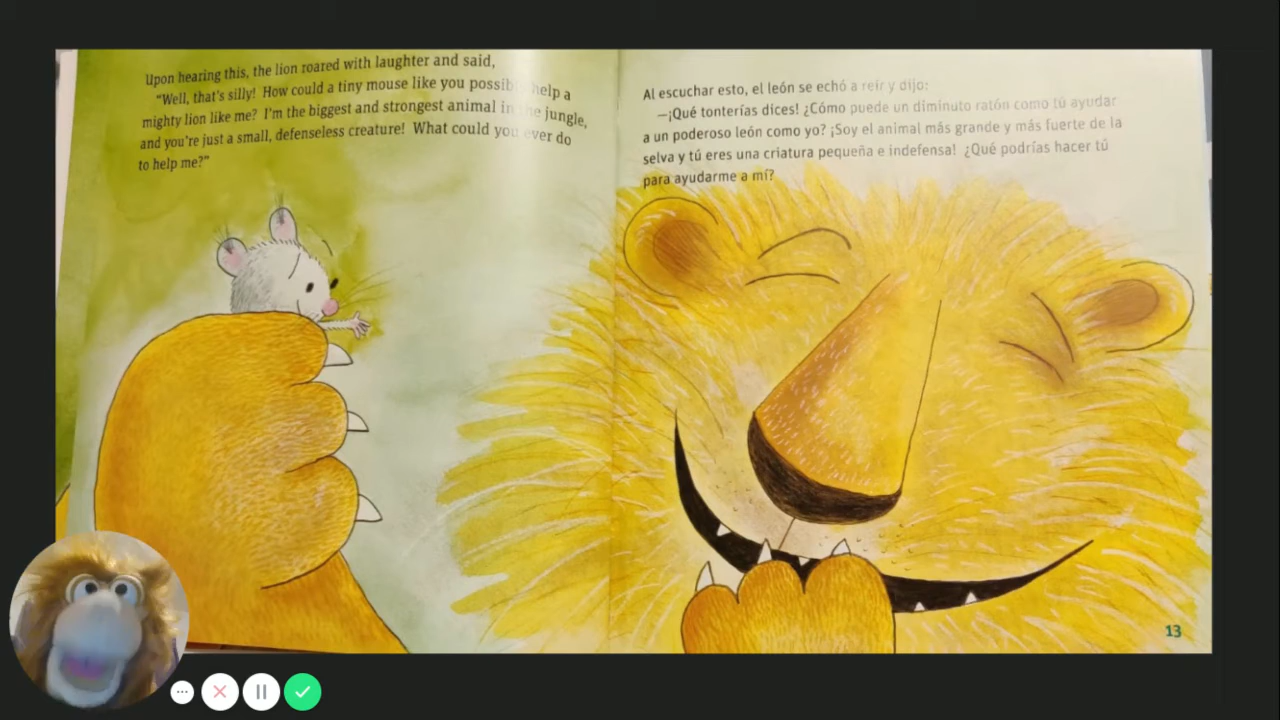 Upon hearing this, the lion roared with laughter and said,
"Well, that's silly! How could a tiny mouse like you possibly help a
mighty lion like me? I'm the biggest and strongest animal in the jungle,
and you're just a small, defenseless creature! What could you ever do
to help me?"
Al escuchar esto, el león se echó a reír y dijo:
—¡Qué tonterías dices! ¿Cómo puede un diminuto ratón como tú ayudar
a un poderoso león como yo? ¡Soy el animal más grande y más fuerte de la
selva y tú eres una criatura pequeña e indefensa! ¿Qué podrías hacer tú
para ayudarme a mí?
13